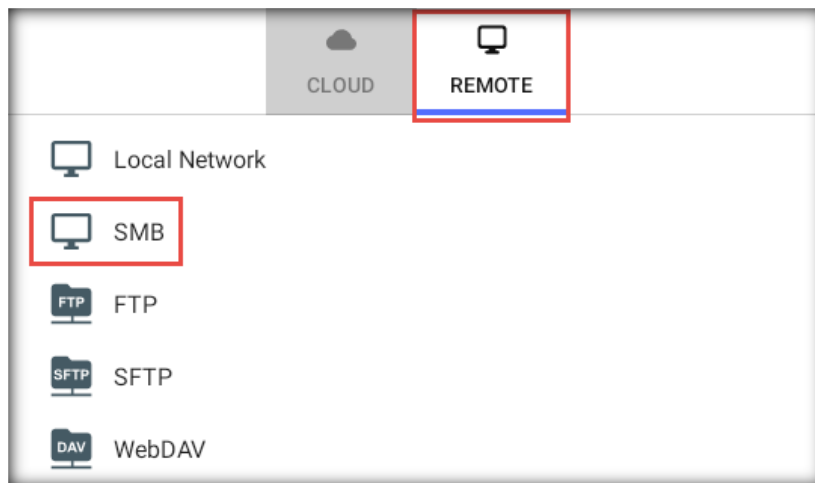 CLOUD REMOTE
Local Network
SMB
FTP FTP
SFTP SFTP
DAV WebDAV